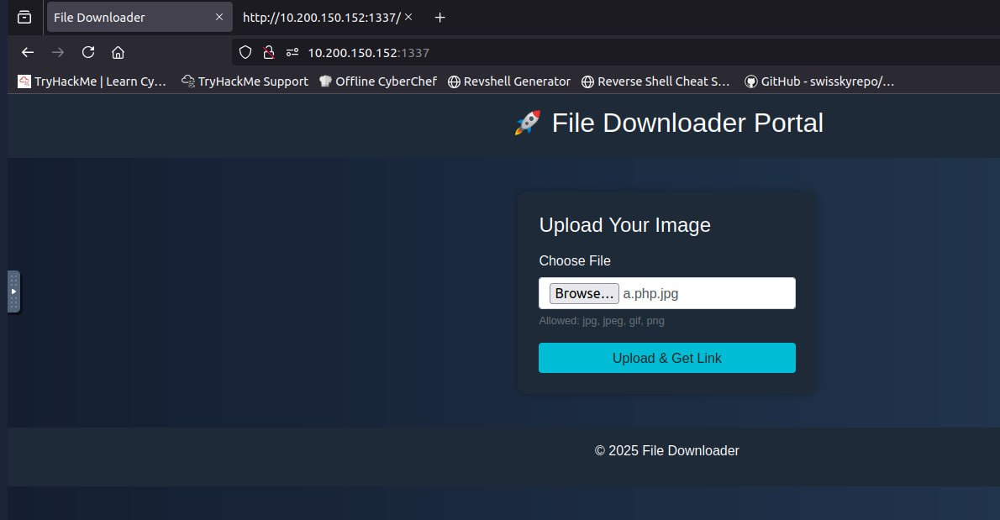 File Downloader
http://10.200.150.152:1337/
10.200.150.152:1337
TryHackMe | Learn Cy… TryHackMe Support Offline CyberChef Revshell Generator Reverse Shell Cheat S… GitHub - swisskyrepo/…
🚀 File Downloader Portal
Upload Your Image
Choose File
Browse… a.php.jpg
Allowed: jpg, jpeg, gif, png
Upload & Get Link
© 2025 File Downloader